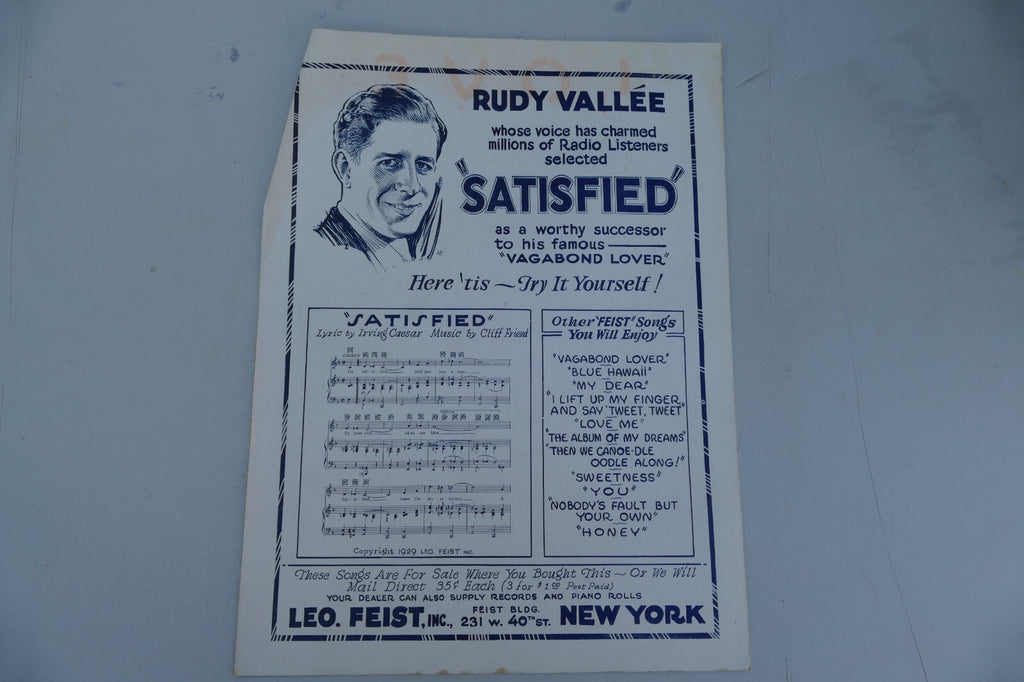 RUDY VALLÉE
whose voice has charmed
millions of Radio Listeners
selected
"SATISFIED"
as a worthy successor
to his famous
"VAGABOND LOVER"
Here 'tis — Try It Yourself!
"SATISFIED"
Lyric by Irving Caesar Music by Cliff Friend
CHORUS
Copyright 1929 LEO. FEIST INC.
Other "FEIST" Songs
You Will Enjoy
"VAGABOND LOVER"
"BLUE HAWAII"
"MY DEAR"
"I LIFT UP MY FINGER
AND SAY 'TWEET, TWEET"
"LOVE ME"
"THE ALBUM OF MY DREAMS"
"THEN WE CANOE-DLE
OODLE ALONG!"
"SWEETNESS"
"YOU"
"NOBODY'S FAULT BUT
YOUR OWN"
"HONEY"
These Songs Are For Sale Where You Bought This ~ Or We Will
Mail Direct 35¢ Each (3 for $1.00 Post Paid)
YOUR DEALER CAN ALSO SUPPLY RECORDS AND PIANO ROLLS
LEO. FEIST, INC., FEIST BLDG. 231 W. 40TH ST. NEW YORK